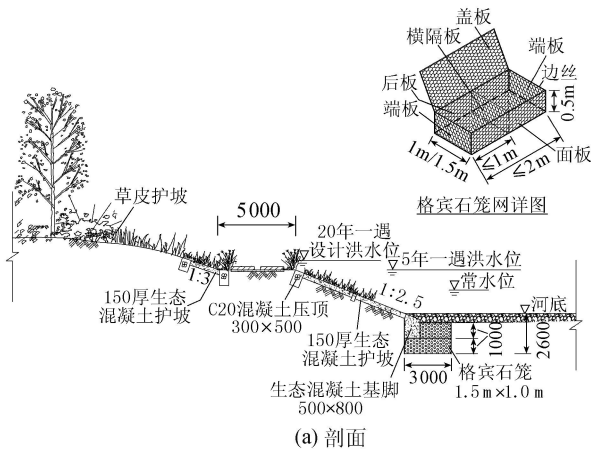 盖板
横隔板
端板
后板
边丝
端板
0.5m
1m/1.5m
≤1m
≤2m
面板
格宾石笼网详图
草皮护坡
5000
20年一遇
设计洪水位
5年一遇洪水位
常水位
河底
1:3
150厚生态
混凝土护坡
C20混凝土压顶
300×500
1:2.5
150厚生态
混凝土护坡
生态混凝土基脚
500×800
3000
1000
2600
格宾石笼
1.5m×1.0m
(a) 剖面